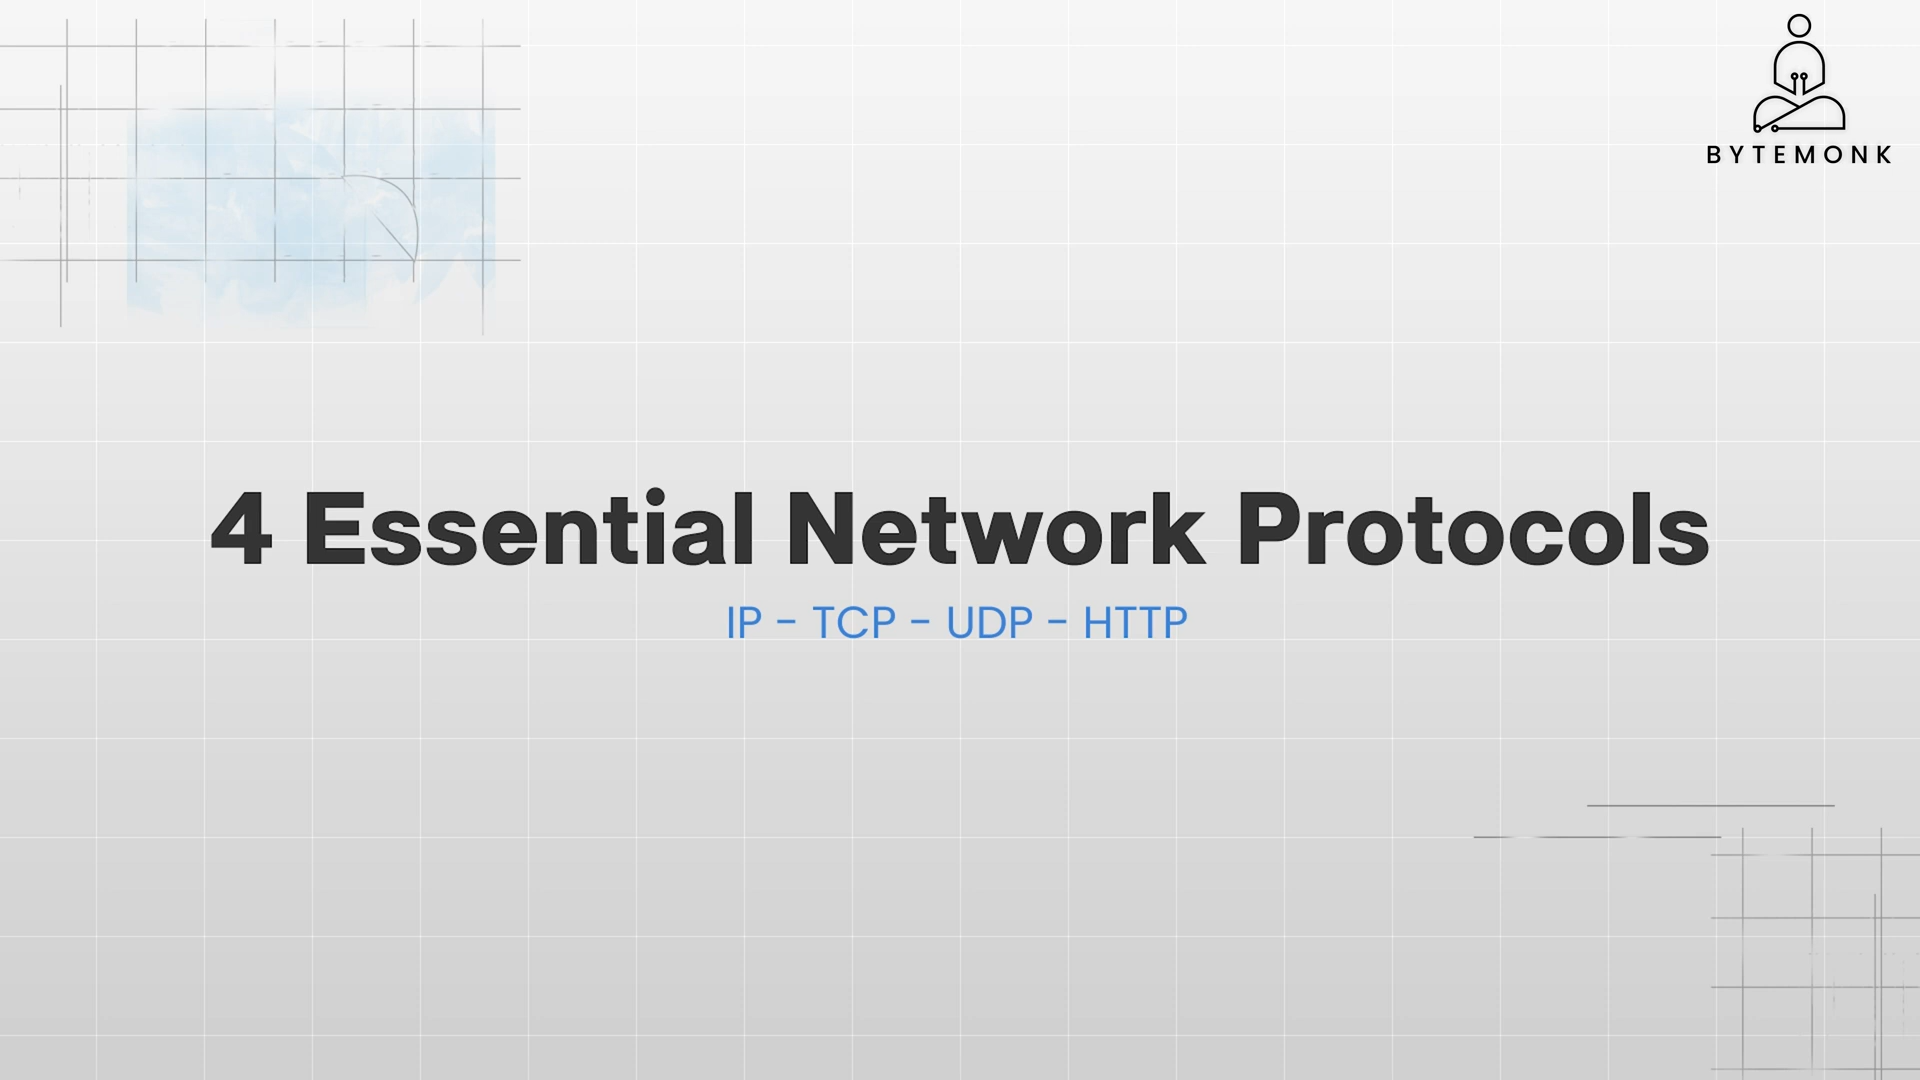 BYTEMONK
4 Essential Network Protocols
IP - TCP - UDP - HTTP